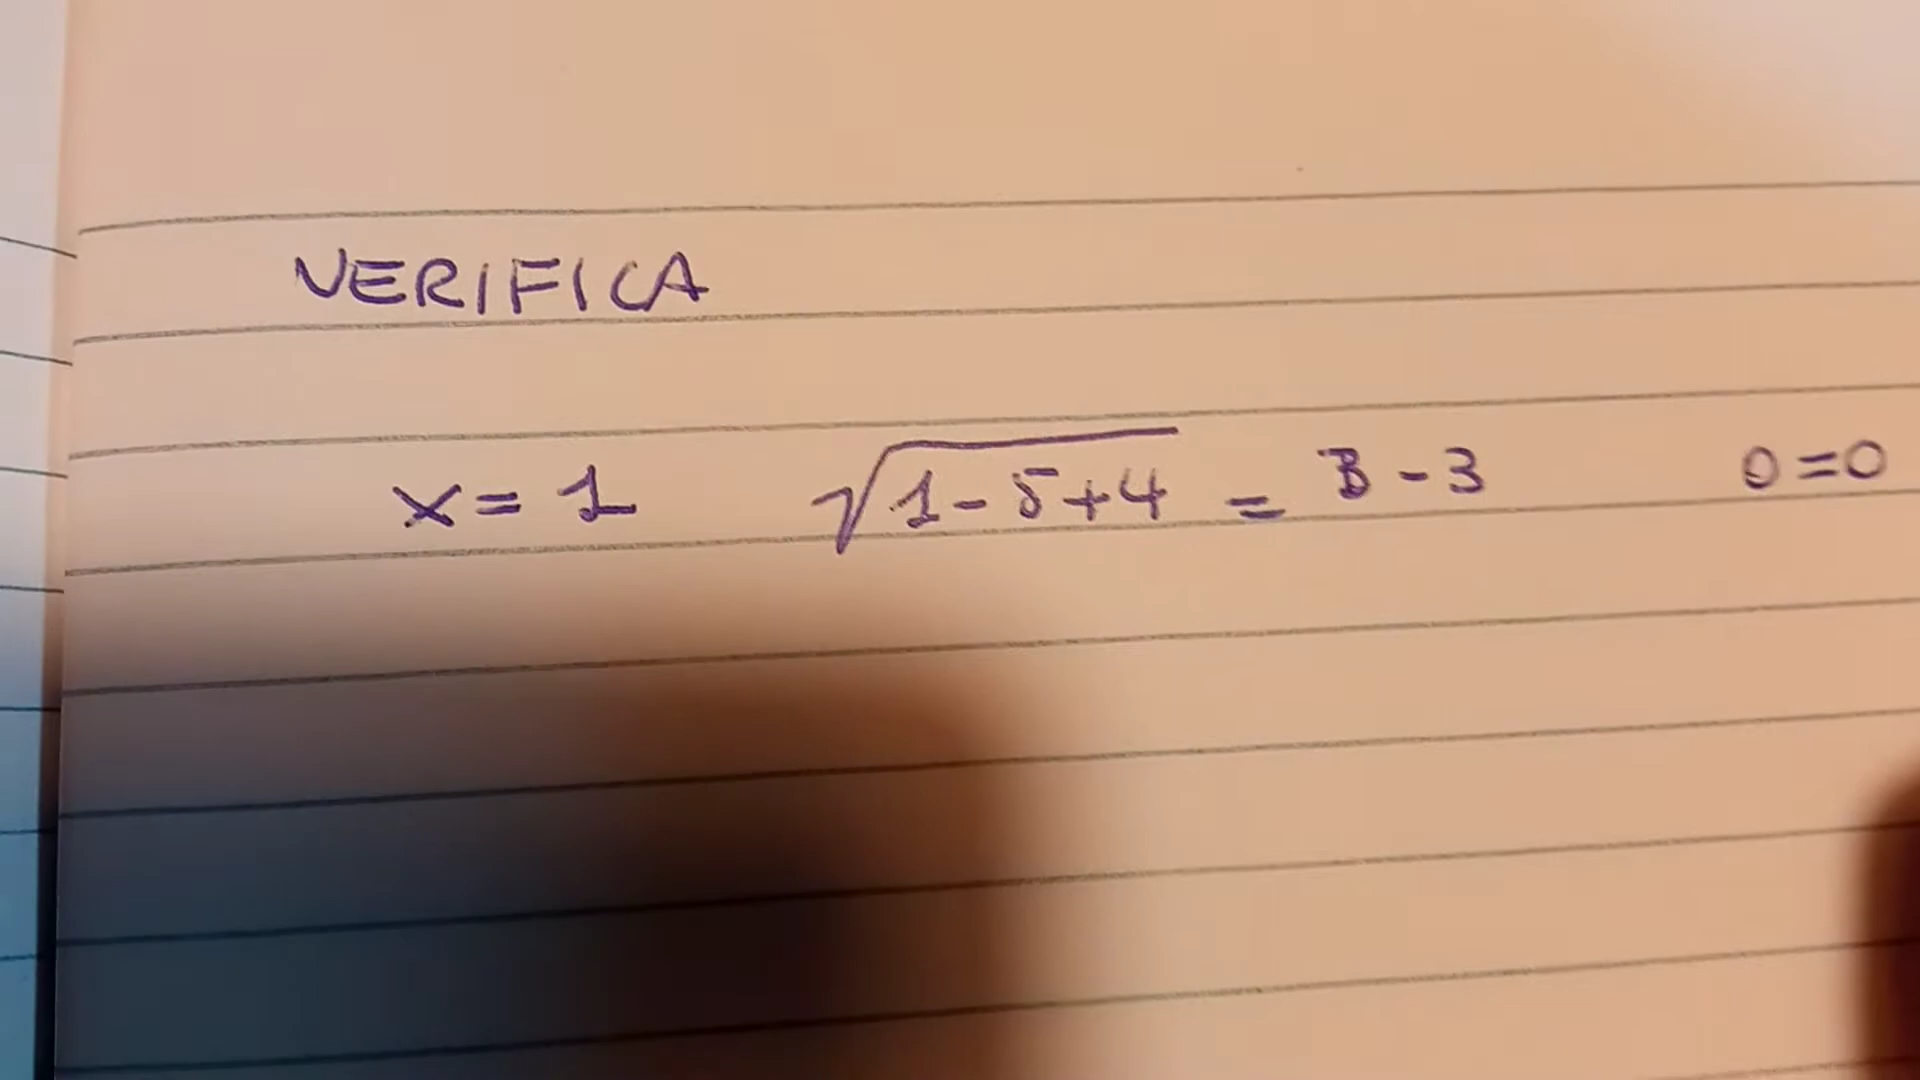 VERIFICA
x = 1 √(1-5+4) = 3 - 3 0 = 0